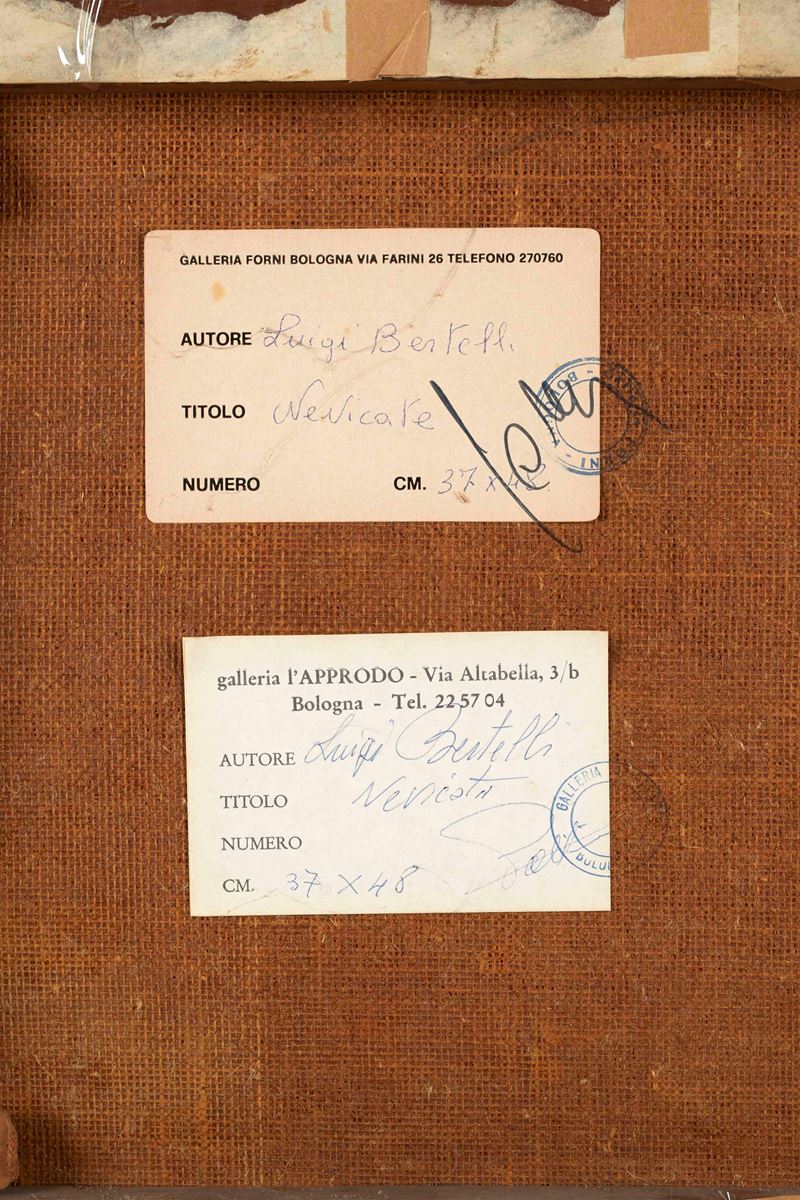 GALLERIA FORNI BOLOGNA VIA FARINI 26 TELEFONO 270760
AUTORE Luigi Bertelli
TITOLO Nevicate
NUMERO CM. 37 x 48
galleria l'APPRODO - Via Altabella, 3/b
Bologna - Tel. 22 57 04
AUTORE Luigi Bertelli
TITOLO Nevicata
NUMERO
CM. 37 X 48
GALLERIA